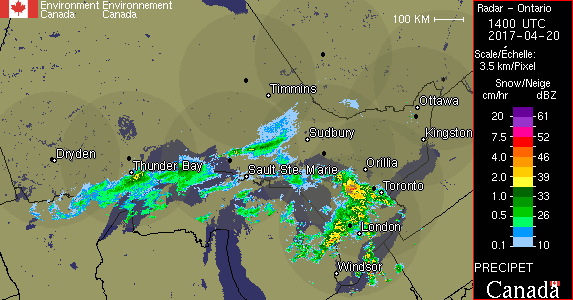 Environment Environnement
Canada Canada
100 KM
Radar - Ontario
1400 UTC
2017-04-20
Scale/Échelle:
3.5 km/Pixel
Snow/Neige
cm/hr dBZ
20 61
7.5 52
4.0 46
2.0 39
1.0 33
0.5 26
0.1 10
PRECIPET
Canada
Timmins
Ottawa
Sudbury
Kingston
Dryden
Thunder Bay
Sault Ste. Marie
Orillia
Toronto
London
Windsor